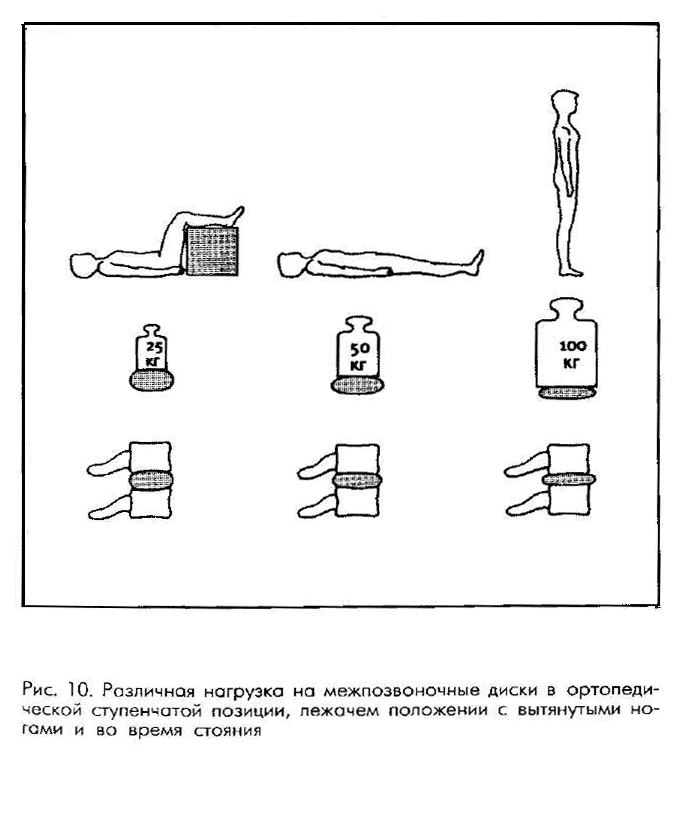 25
КГ
50
КГ
100
КГ
Рис. 10. Различная нагрузка на межпозвоночные диски в ортопеди-
ческой ступенчатой позиции, лежачем положении с вытянутыми но-
гами и во время стояния